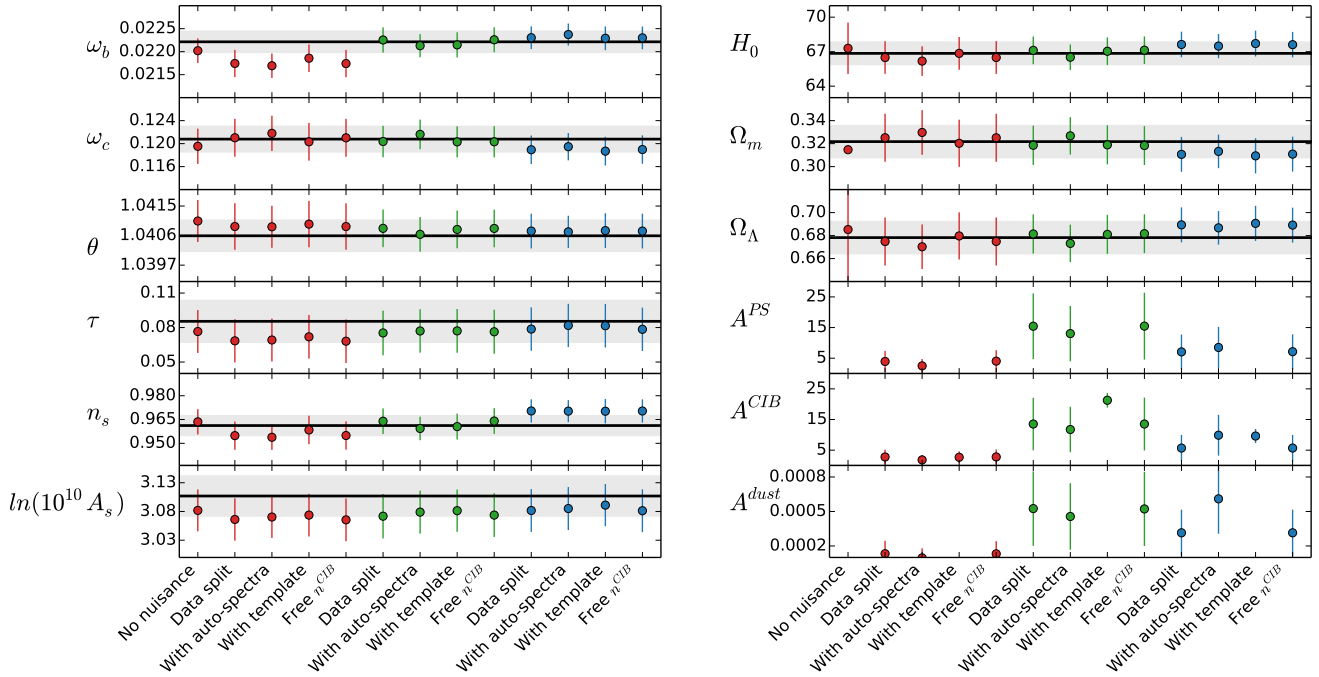 ω_b
0.0225
0.0220
0.0215
ω_c
0.124
0.120
0.116
θ
1.0415
1.0406
1.0397
τ
0.11
0.08
0.05
n_s
0.980
0.965
0.950
ln(10^{10} A_s)
3.13
3.08
3.03
No nuisance
Data split
With auto-spectra
With template
Free n^{CIB}
Data split
With auto-spectra
With template
Free n^{CIB}
Data split
With auto-spectra
With template
Free n^{CIB}
H_0
70
67
64
Ω_m
0.34
0.32
0.30
Ω_Λ
0.70
0.68
0.66
A^{PS}
25
15
5
A^{CIB}
25
15
5
A^{dust}
0.0008
0.0005
0.0002
No nuisance
Data split
With auto-spectra
With template
Free n^{CIB}
Data split
With auto-spectra
With template
Free n^{CIB}
Data split
With auto-spectra
With template
Free n^{CIB}